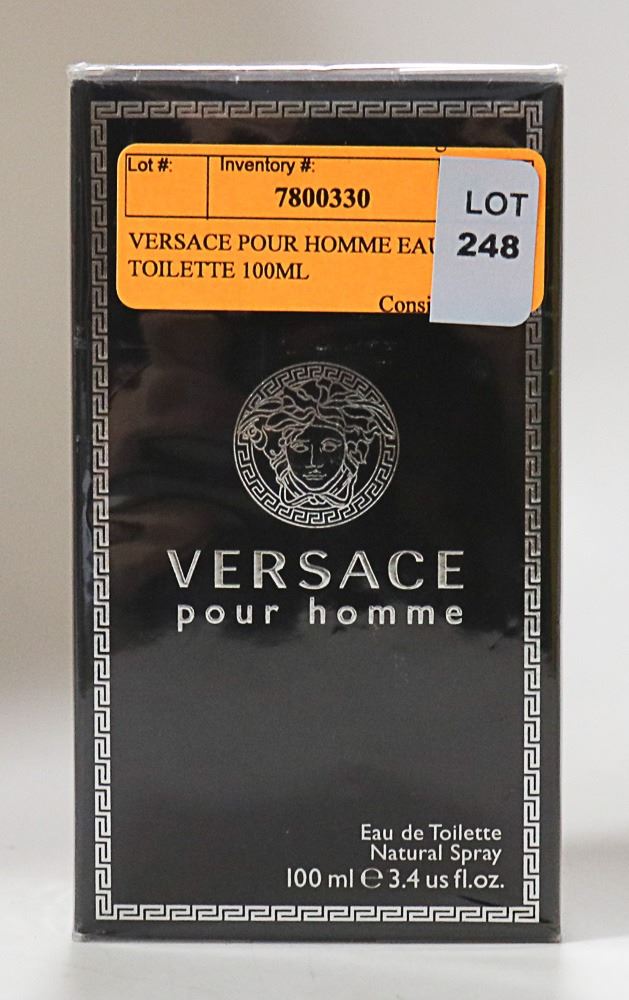 Lot #:
Inventory #:
7800330
VERSACE POUR HOMME
TOILETTE 100ML
LOT
248
VERSACE
pour homme
Eau de Toilette
Natural Spray
100 ml e 3.4 us fl.oz.